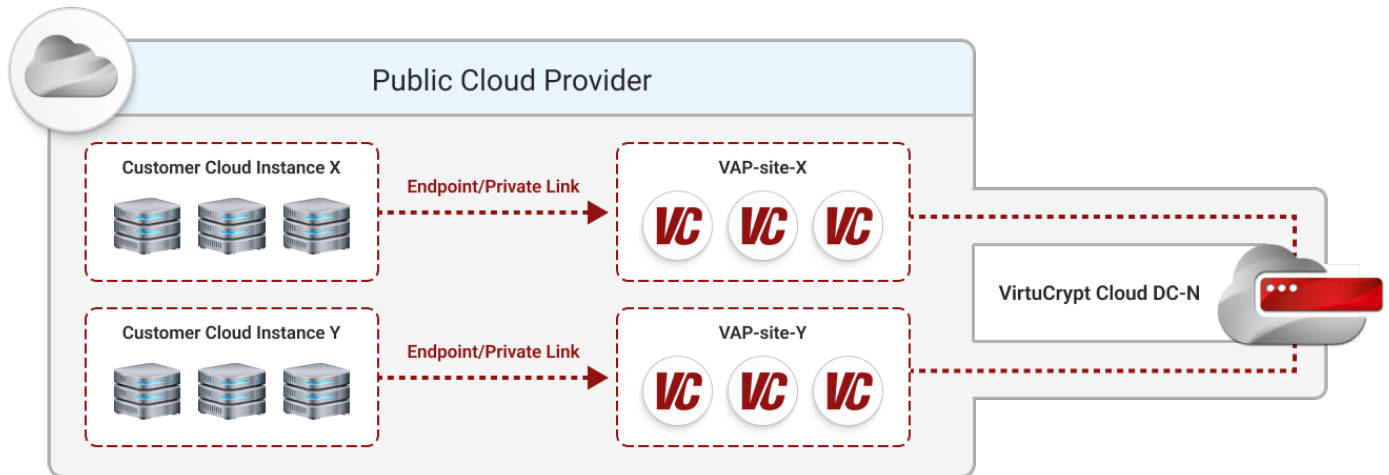 Public Cloud Provider
Customer Cloud Instance X
Endpoint/Private Link
VAP-site-X
VC VC VC
VirtuCrypt Cloud DC-N
Customer Cloud Instance Y
Endpoint/Private Link
VAP-site-Y
VC VC VC